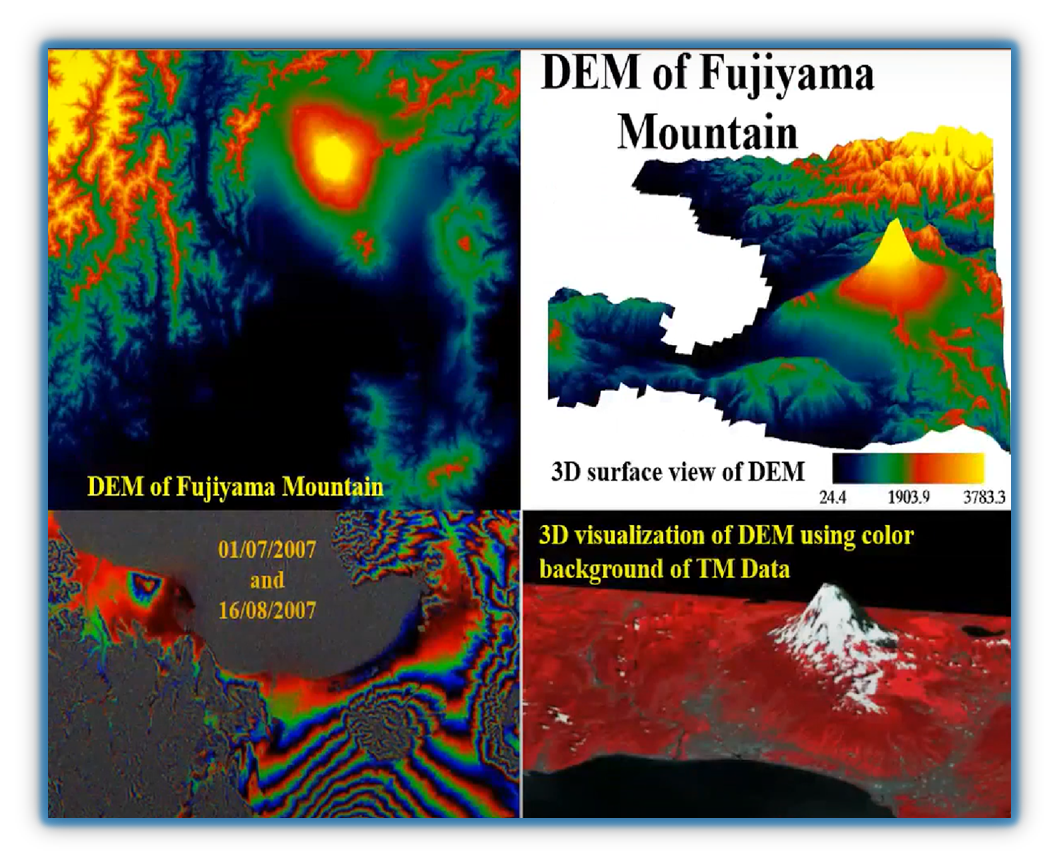 DEM of Fujiyama Mountain
DEM of Fujiyama
Mountain
3D surface view of DEM
24.4 1903.9 3783.3
01/07/2007
and
16/08/2007
3D visualization of DEM using color
background of TM Data